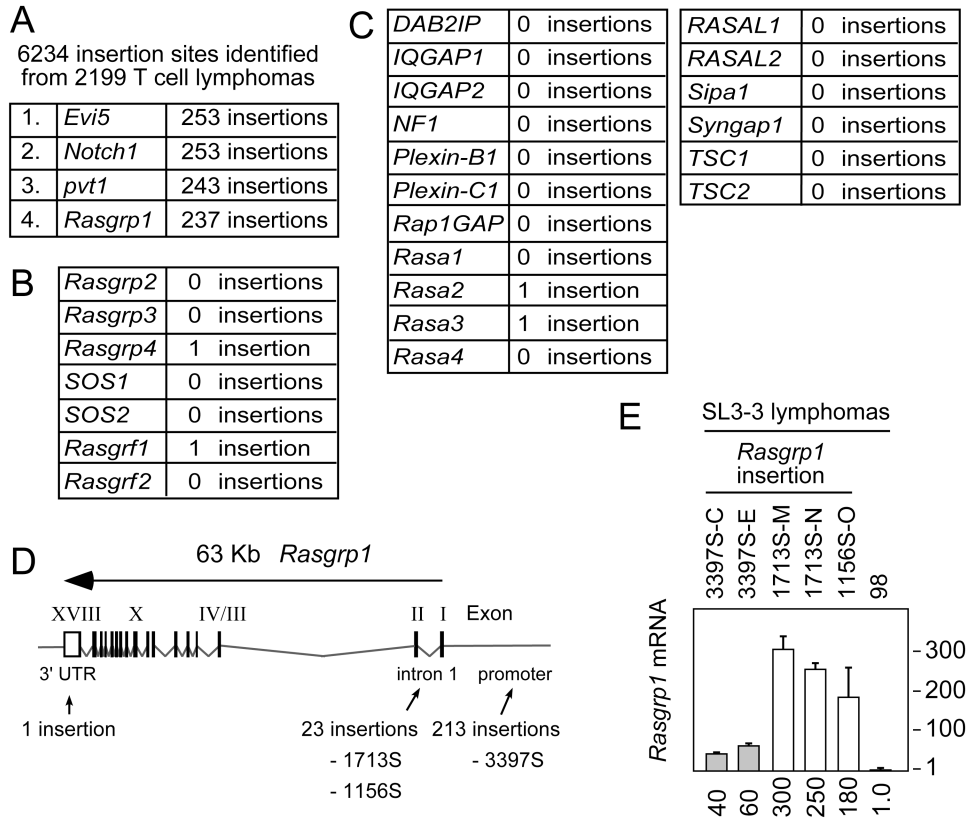 A
6234 insertion sites identified
from 2199 T cell lymphomas
1. Evi5 253 insertions
2. Notch1 253 insertions
3. pvt1 243 insertions
4. Rasgrp1 237 insertions
B
Rasgrp2 0 insertions
Rasgrp3 0 insertions
Rasgrp4 1 insertion
SOS1 0 insertions
SOS2 0 insertions
Rasgrf1 1 insertion
Rasgrf2 0 insertions
C
DAB2IP 0 insertions
IQGAP1 0 insertions
IQGAP2 0 insertions
NF1 0 insertions
Plexin-B1 0 insertions
Plexin-C1 0 insertions
Rap1GAP 0 insertions
Rasa1 0 insertions
Rasa2 1 insertion
Rasa3 1 insertion
Rasa4 0 insertions
RASAL1 0 insertions
RASAL2 0 insertions
Sipa1 0 insertions
Syngap1 0 insertions
TSC1 0 insertions
TSC2 0 insertions
D
63 Kb Rasgrp1
XVIII X IV/III II I Exon
3' UTR intron 1 promoter
1 insertion 23 insertions 213 insertions
- 1713S - 3397S
- 1156S
E
SL3-3 lymphomas
Rasgrp1
insertion
3397S-C
3397S-E
1713S-M
1713S-N
1156S-O
98
Rasgrp1 mRNA
300
200
100
1
40
60
300
250
180
1.0